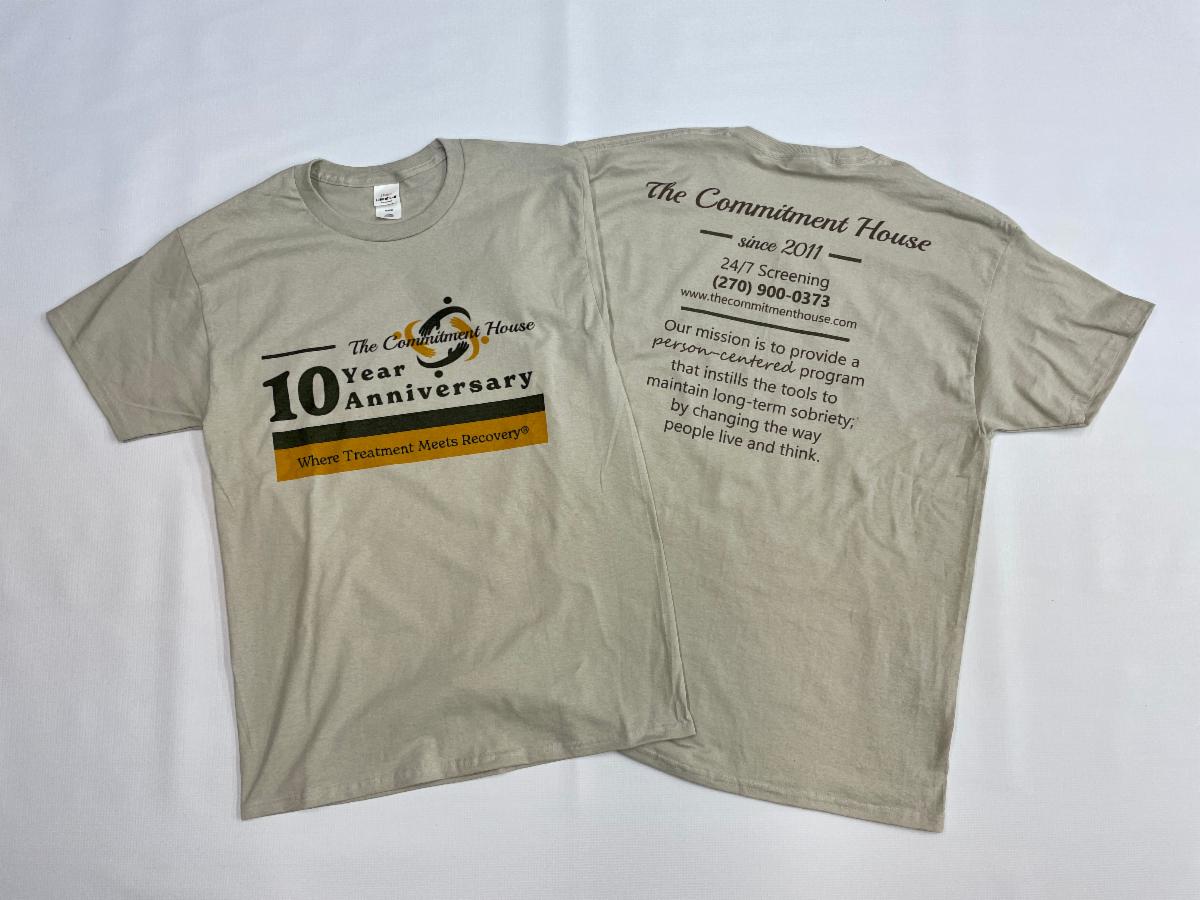 The Commitment House
10 Year
Anniversary
Where Treatment Meets Recovery®
The Commitment House
since 2011
24/7 Screening
(270) 900-0373
www.thecommitmenthouse.com
Our mission is to provide a
person-centered program
that instills the tools to
maintain long-term sobriety;
by changing the way
people live and think.